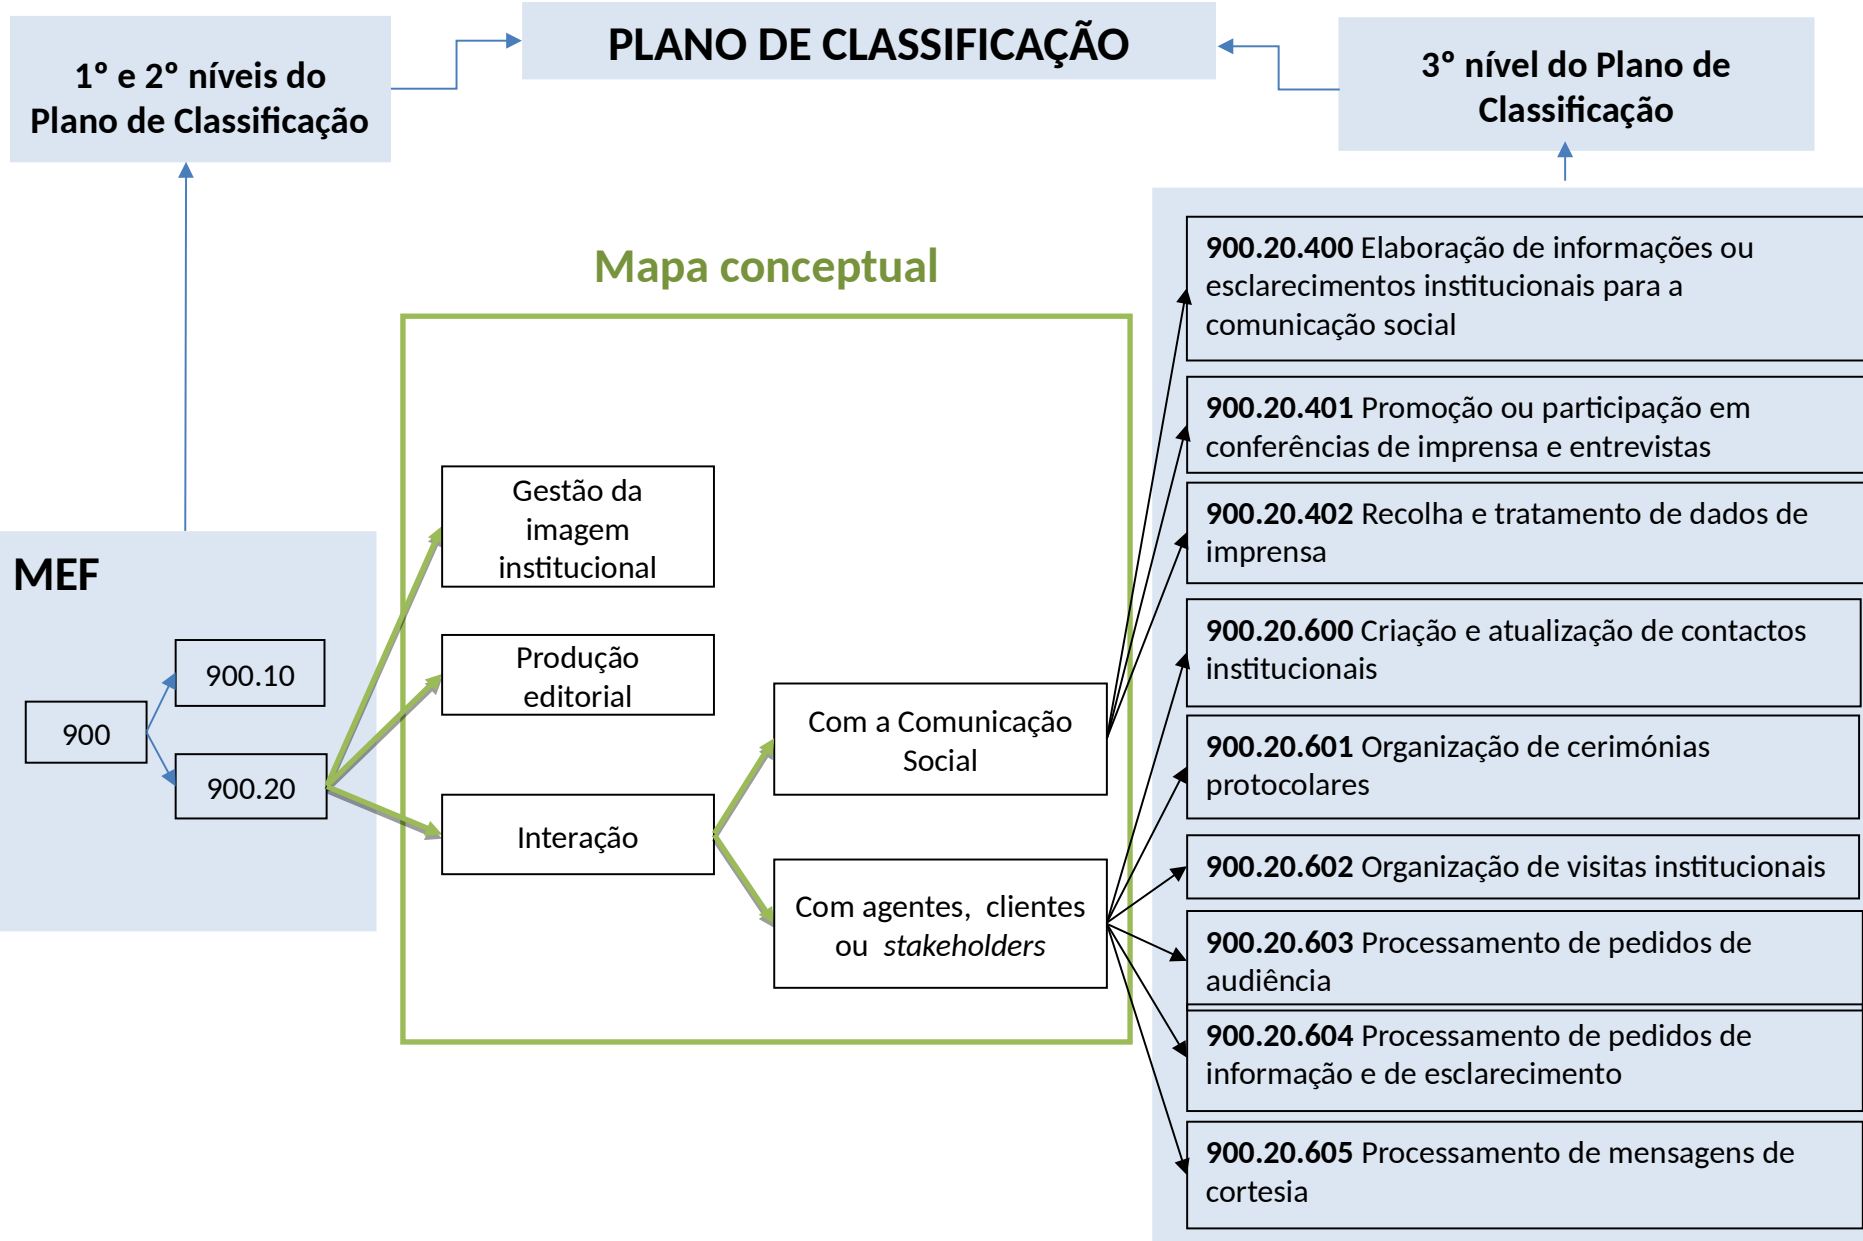 PLANO DE CLASSIFICAÇÃO
1º e 2º níveis do
Plano de Classificação
3º nível do Plano de
Classificação
Mapa conceptual
MEF
900
900.10
900.20
Gestão da
imagem
institucional
Produção
editorial
Interação
Com a Comunicação
Social
Com agentes,  clientes
ou  stakeholders
900.20.400 Elaboração de informações ou
esclarecimentos institucionais para a
comunicação social
900.20.401 Promoção ou participação em
conferências de imprensa e entrevistas
900.20.402 Recolha e tratamento de dados de
imprensa
900.20.600 Criação e atualização de contactos
institucionais
900.20.601 Organização de cerimónias
protocolares
900.20.602 Organização de visitas institucionais
900.20.603 Processamento de pedidos de
audiência
900.20.604 Processamento de pedidos de
informação e de esclarecimento
900.20.605 Processamento de mensagens de
cortesia